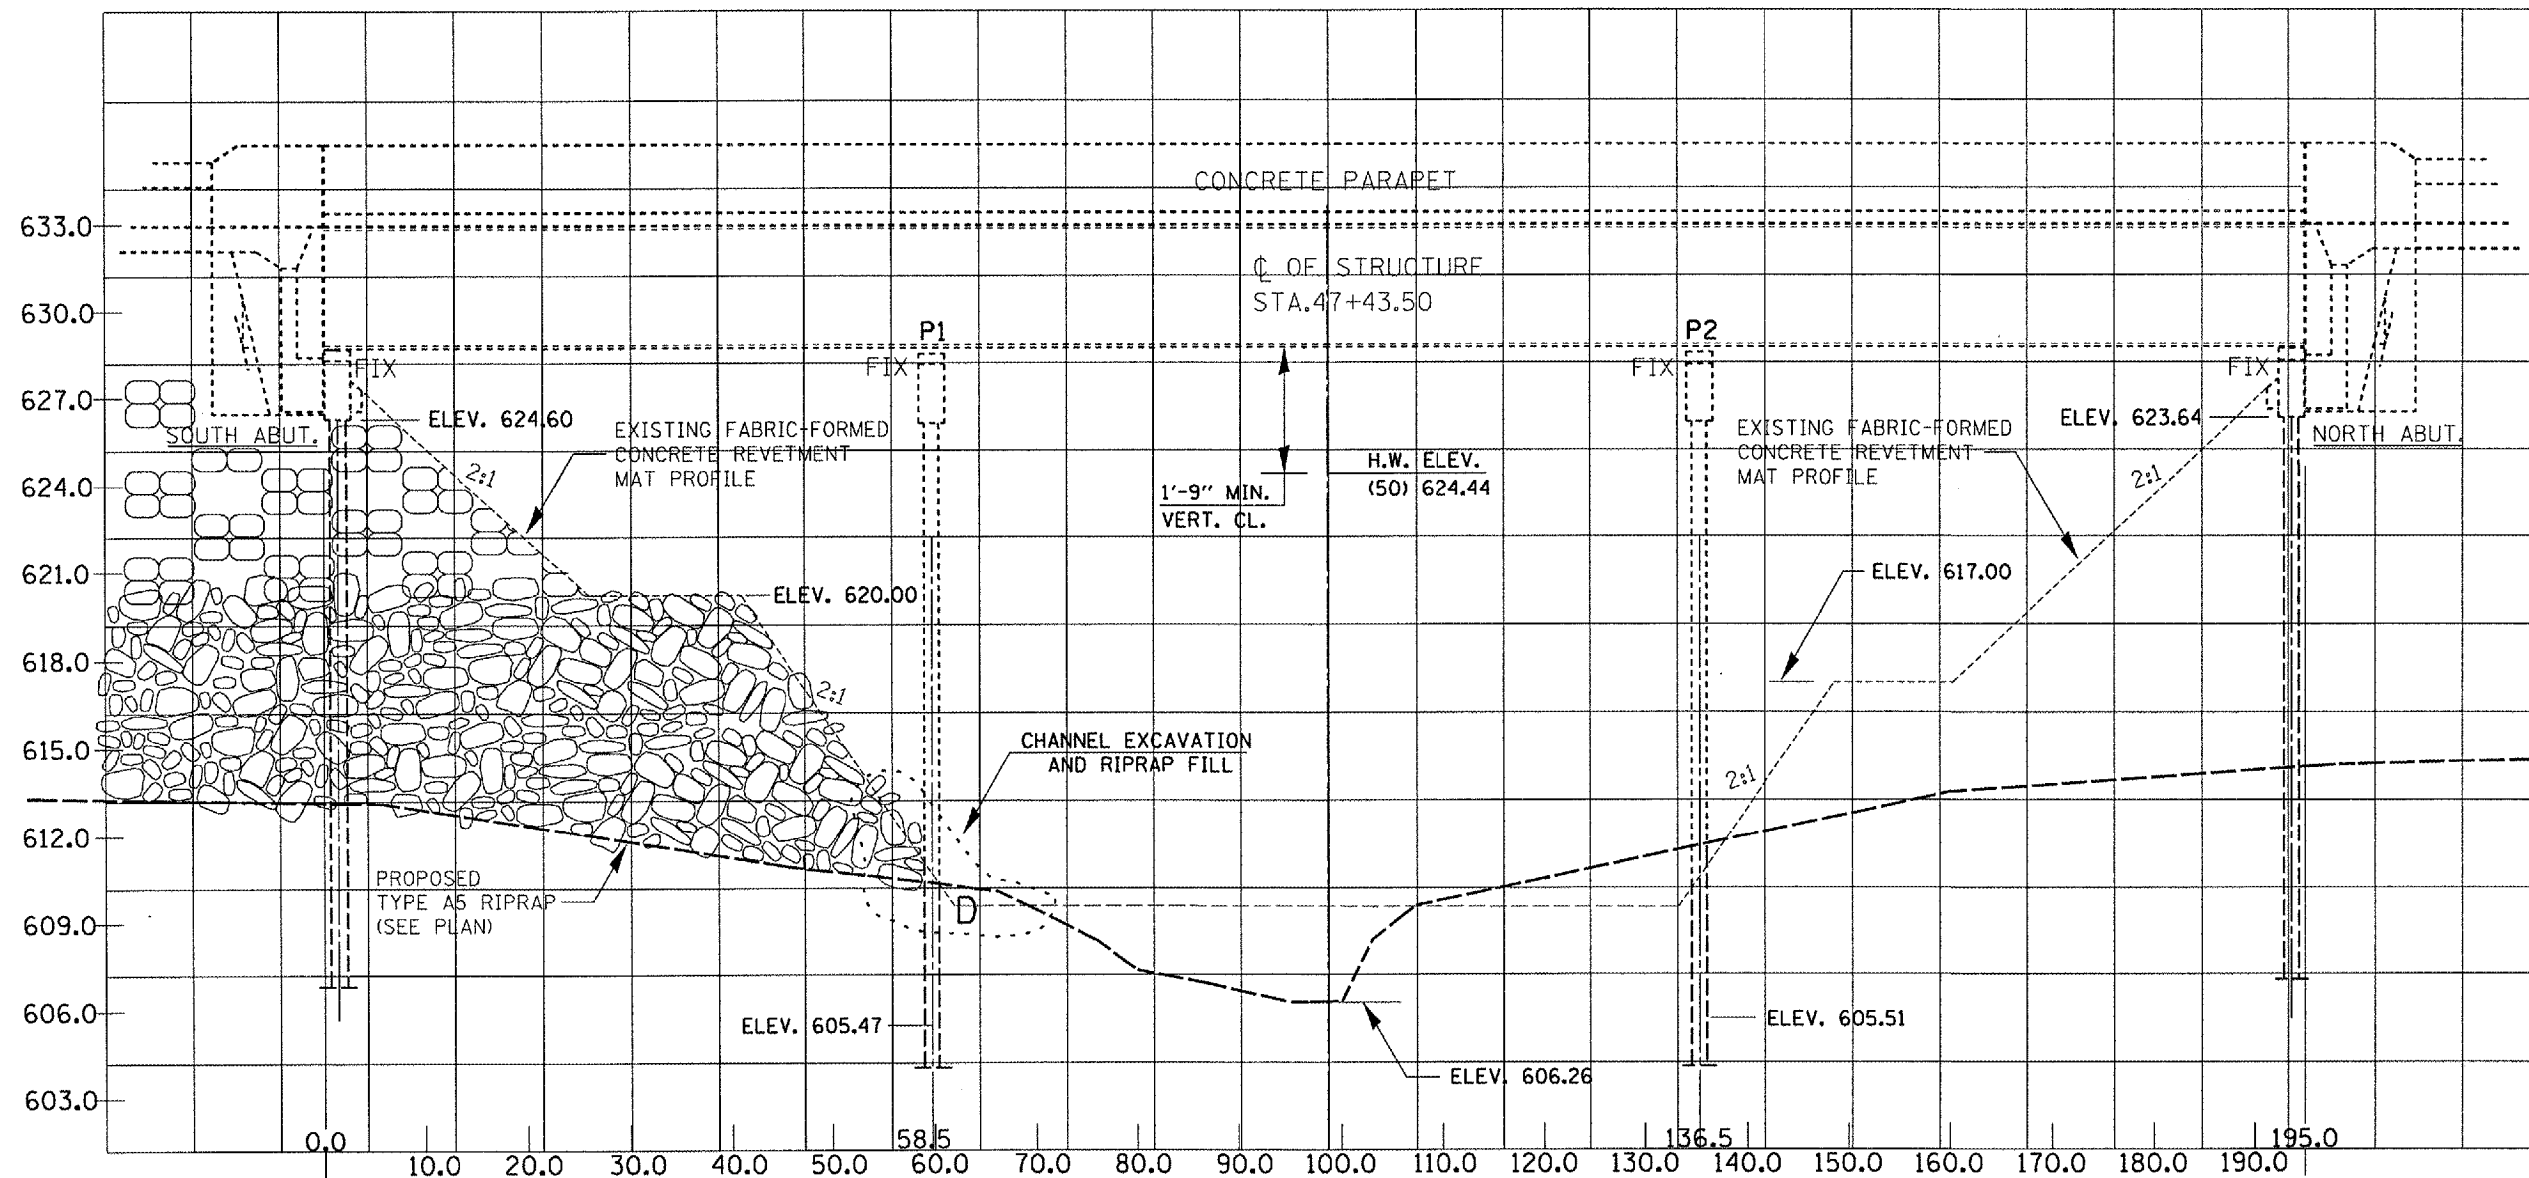 CONCRETE PARAPET
633.0
℄ OF STRUCTURE
STA.47+43.50
630.0
P1
P2
FIX
FIX
FIX
FIX
627.0
ELEV. 624.60
ELEV. 623.64
SOUTH ABUT.
NORTH ABUT.
EXISTING FABRIC-FORMED
CONCRETE REVETMENT
MAT PROFILE
EXISTING FABRIC-FORMED
CONCRETE REVETMENT
MAT PROFILE
2:1
2:1
H.W. ELEV.
(50) 624.44
1'-9" MIN.
VERT. CL.
624.0
621.0
ELEV. 620.00
ELEV. 617.00
618.0
2:1
615.0
CHANNEL EXCAVATION
AND RIPRAP FILL
2:1
612.0
PROPOSED
TYPE A5 RIPRAP
(SEE PLAN)
D
609.0
606.0
ELEV. 605.47
ELEV. 605.51
ELEV. 606.26
603.0
0.0
58.5
136.5
195.0
10.0 20.0 30.0 40.0 50.0 60.0 70.0 80.0 90.0 100.0 110.0 120.0 130.0 140.0 150.0 160.0 170.0 180.0 190.0